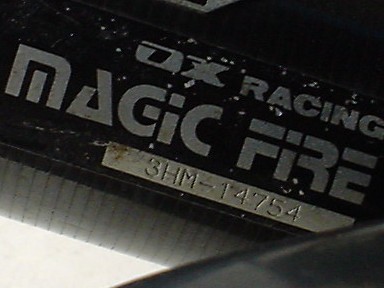 OX RACING
MAGIC FIRE
3HM-14754